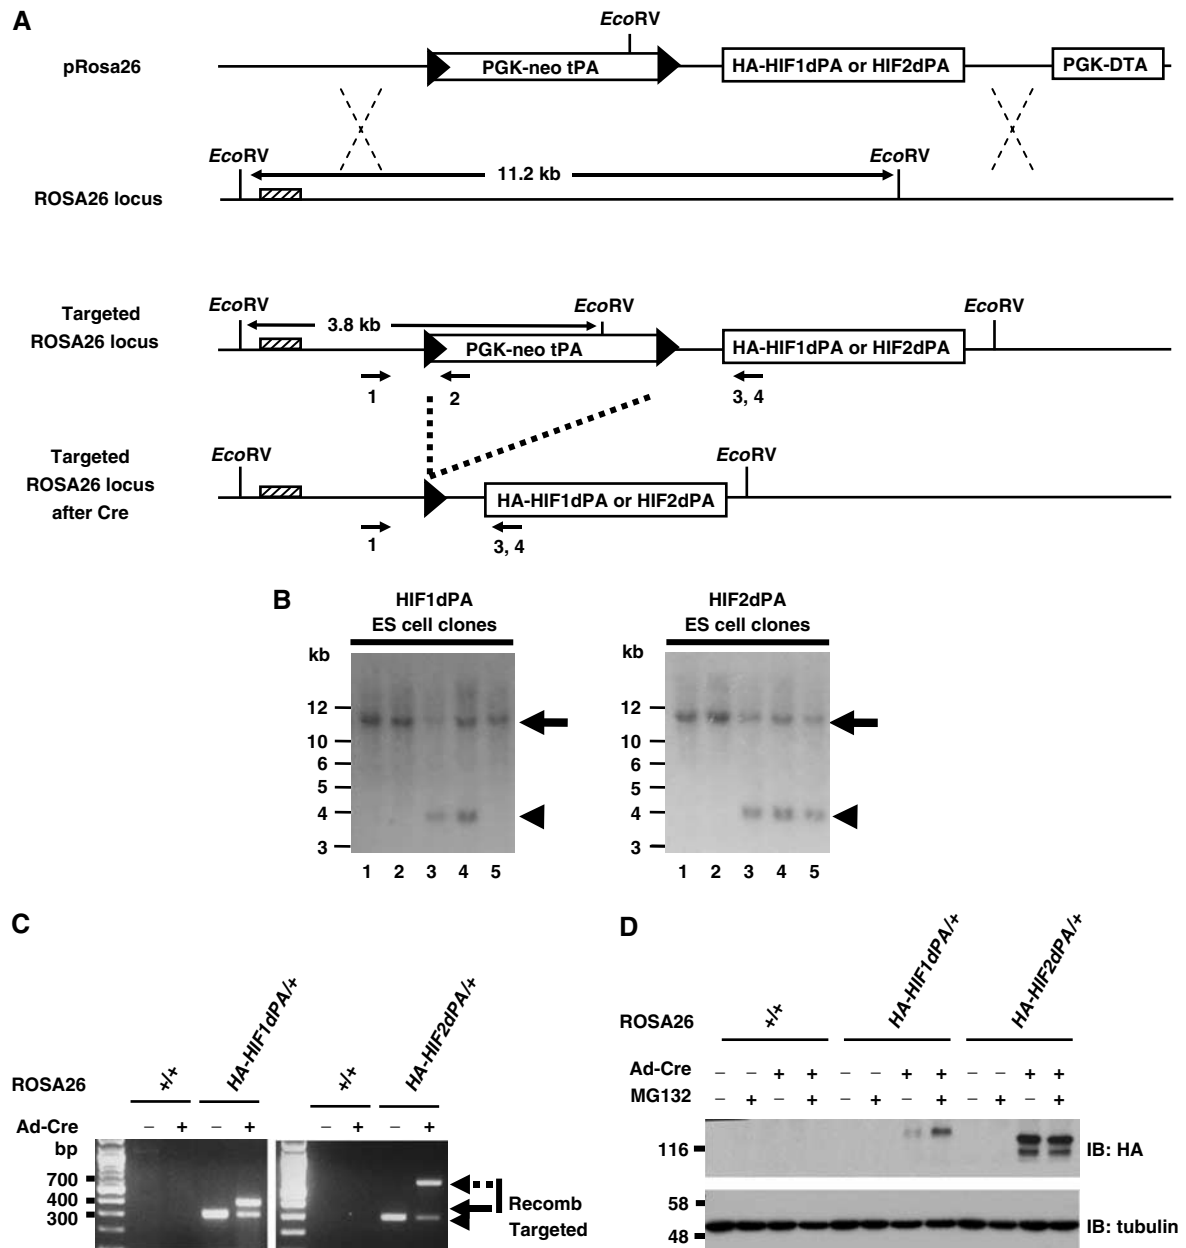 A
EcoRV
pRosa26
PGK-neo tPA
HA-HIF1dPA or HIF2dPA
PGK-DTA
EcoRV
EcoRV
11.2 kb
ROSA26 locus
Targeted
ROSA26 locus
EcoRV
EcoRV
EcoRV
3.8 kb
PGK-neo tPA
HA-HIF1dPA or HIF2dPA
1
2
3, 4
Targeted
ROSA26 locus
after Cre
EcoRV
EcoRV
HA-HIF1dPA or HIF2dPA
1
3, 4
B
HIF1dPA
ES cell clones
kb
12
10
6
5
4
3
1 2 3 4 5
HIF2dPA
ES cell clones
kb
12
10
6
5
4
3
1 2 3 4 5
C
ROSA26
+/+
HA-HIF1dPA/+
+/+
HA-HIF2dPA/+
Ad-Cre
– + – + – + – +
bp
700
400
300
Recomb
Targeted
D
ROSA26
+/+
HA-HIF1dPA/+
HA-HIF2dPA/+
Ad-Cre – – + + – – + + – – + +
MG132 – + – + – + – + – + – +
116
IB: HA
58
48
IB: tubulin